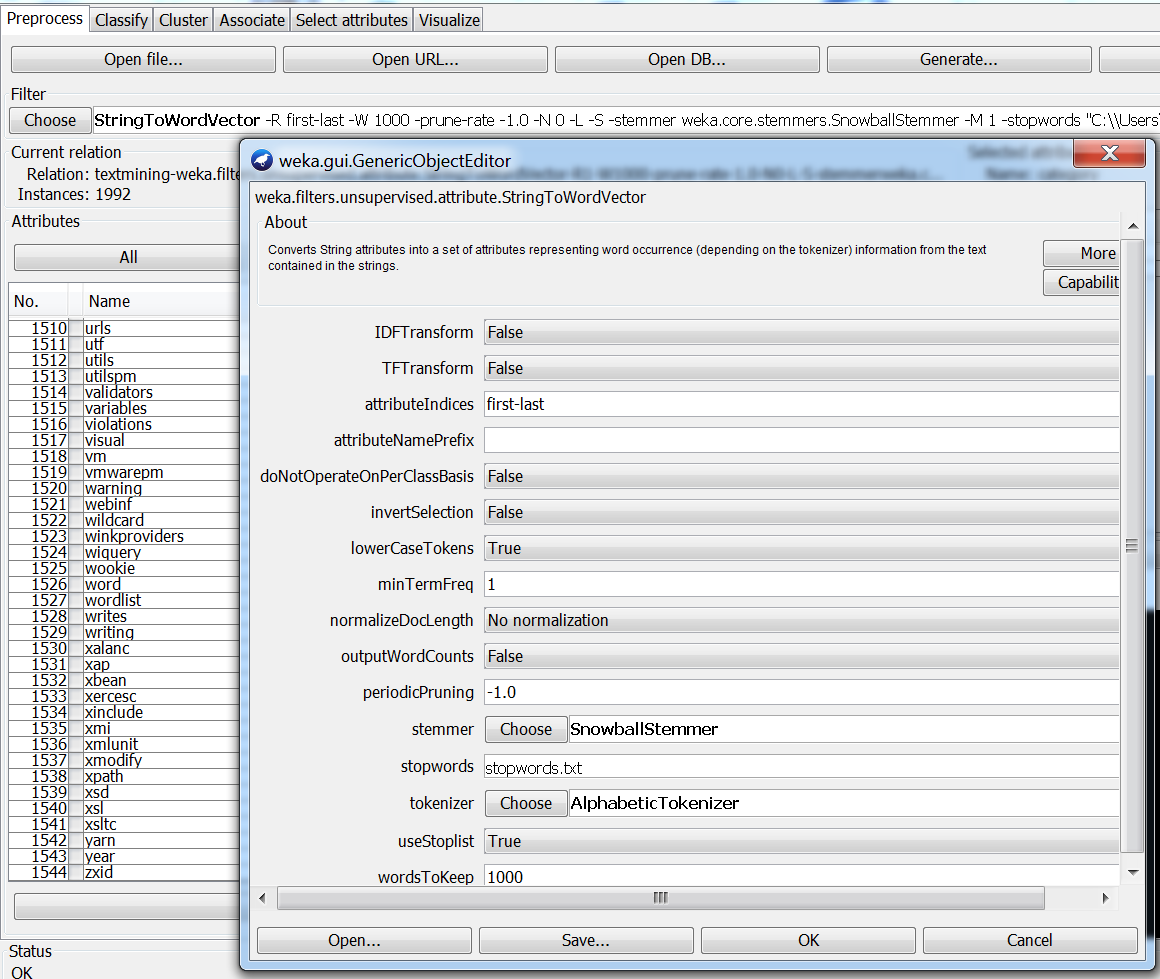 Preprocess Classify Cluster Associate Select attributes Visualize
Open file... Open URL... Open DB... Generate...
Filter
Choose StringToWordVector -R first-last -W 1000 -prune-rate -1.0 -N 0 -L -S -stemmer weka.core.stemmers.SnowballStemmer -M 1 -stopwords "C:\\Users\
Current relation
Relation: textmining-weka.filter
Instances: 1992
Attributes
All
No. Name
1510 urls
1511 utf
1512 utils
1513 utilspm
1514 validators
1515 variables
1516 violations
1517 visual
1518 vm
1519 vmwarepm
1520 warning
1521 webinf
1522 wildcard
1523 winkproviders
1524 wiquery
1525 wookie
1526 word
1527 wordlist
1528 writes
1529 writing
1530 xalanc
1531 xap
1532 xbean
1533 xercesc
1534 xinclude
1535 xmi
1536 xmlunit
1537 xmodify
1538 xpath
1539 xsd
1540 xsl
1541 xsltc
1542 yarn
1543 year
1544 zxid
Status
OK
weka.gui.GenericObjectEditor
weka.filters.unsupervised.attribute.StringToWordVector
About
Converts String attributes into a set of attributes representing word occurrence (depending on the tokenizer) information from the text
contained in the strings.
More
Capabilit
IDFTransform False
TFTransform False
attributeIndices first-last
attributeNamePrefix
doNotOperateOnPerClassBasis False
invertSelection False
lowerCaseTokens True
minTermFreq 1
normalizeDocLength No normalization
outputWordCounts False
periodicPruning -1.0
stemmer Choose SnowballStemmer
stopwords stopwords.txt
tokenizer Choose AlphabeticTokenizer
useStoplist True
wordsToKeep 1000
Open... Save... OK Cancel